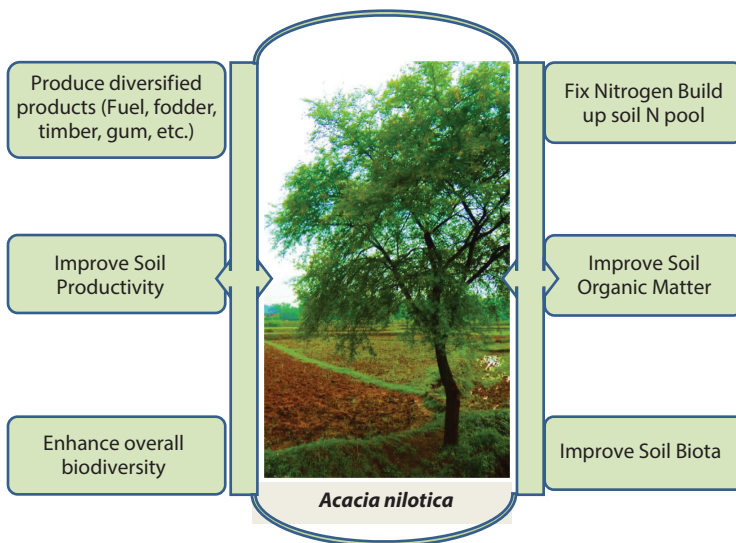 Produce diversified
products (Fuel, fodder,
timber, gum, etc.)
Fix Nitrogen Build
up soil N pool
Improve Soil
Productivity
Improve Soil
Organic Matter
Enhance overall
biodiversity
Improve Soil Biota
Acacia nilotica